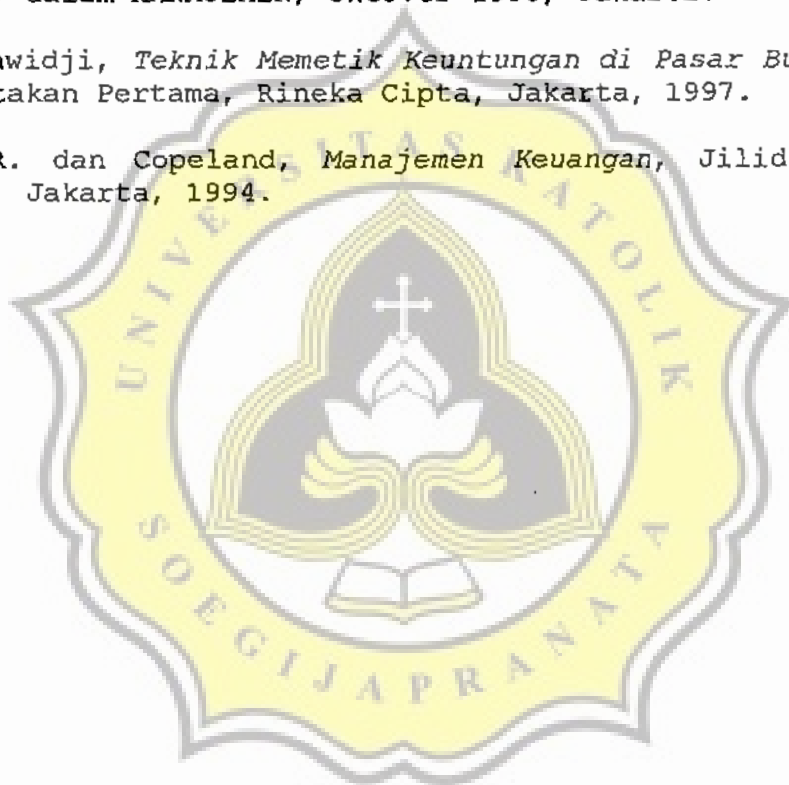 dalam
awidji, Teknik Memetik Keuntungan di Pasar Bu
takan Pertama, Rineka Cipta, Jakarta, 1997.
R. dan Copeland, Manajemen Keuangan, Jilid
Jakarta, 1994.
UNIVERSITAS KATOLIK
SOEGIJAPRANATA